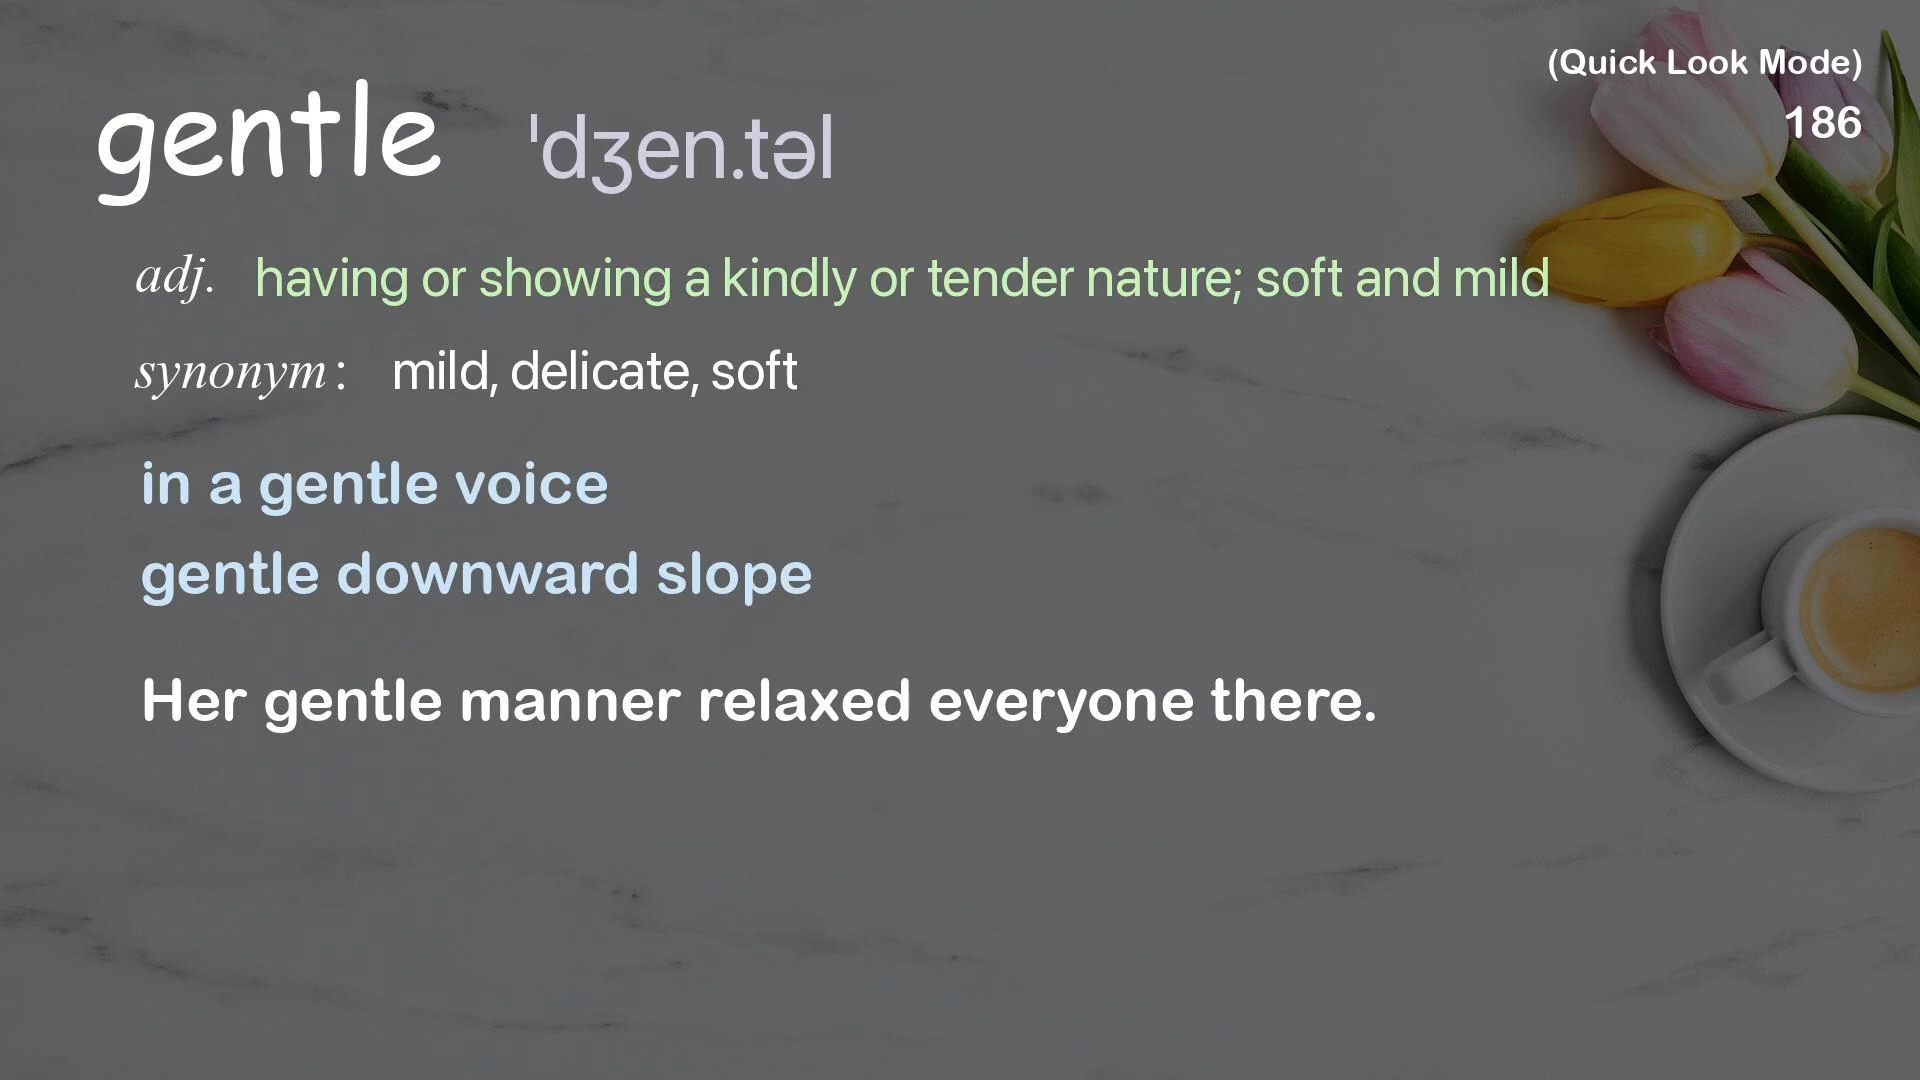 (Quick Look Mode)
186
gentle ˈdʒen.təl
adj. having or showing a kindly or tender nature; soft and mild
synonym: mild, delicate, soft
in a gentle voice
gentle downward slope
Her gentle manner relaxed everyone there.